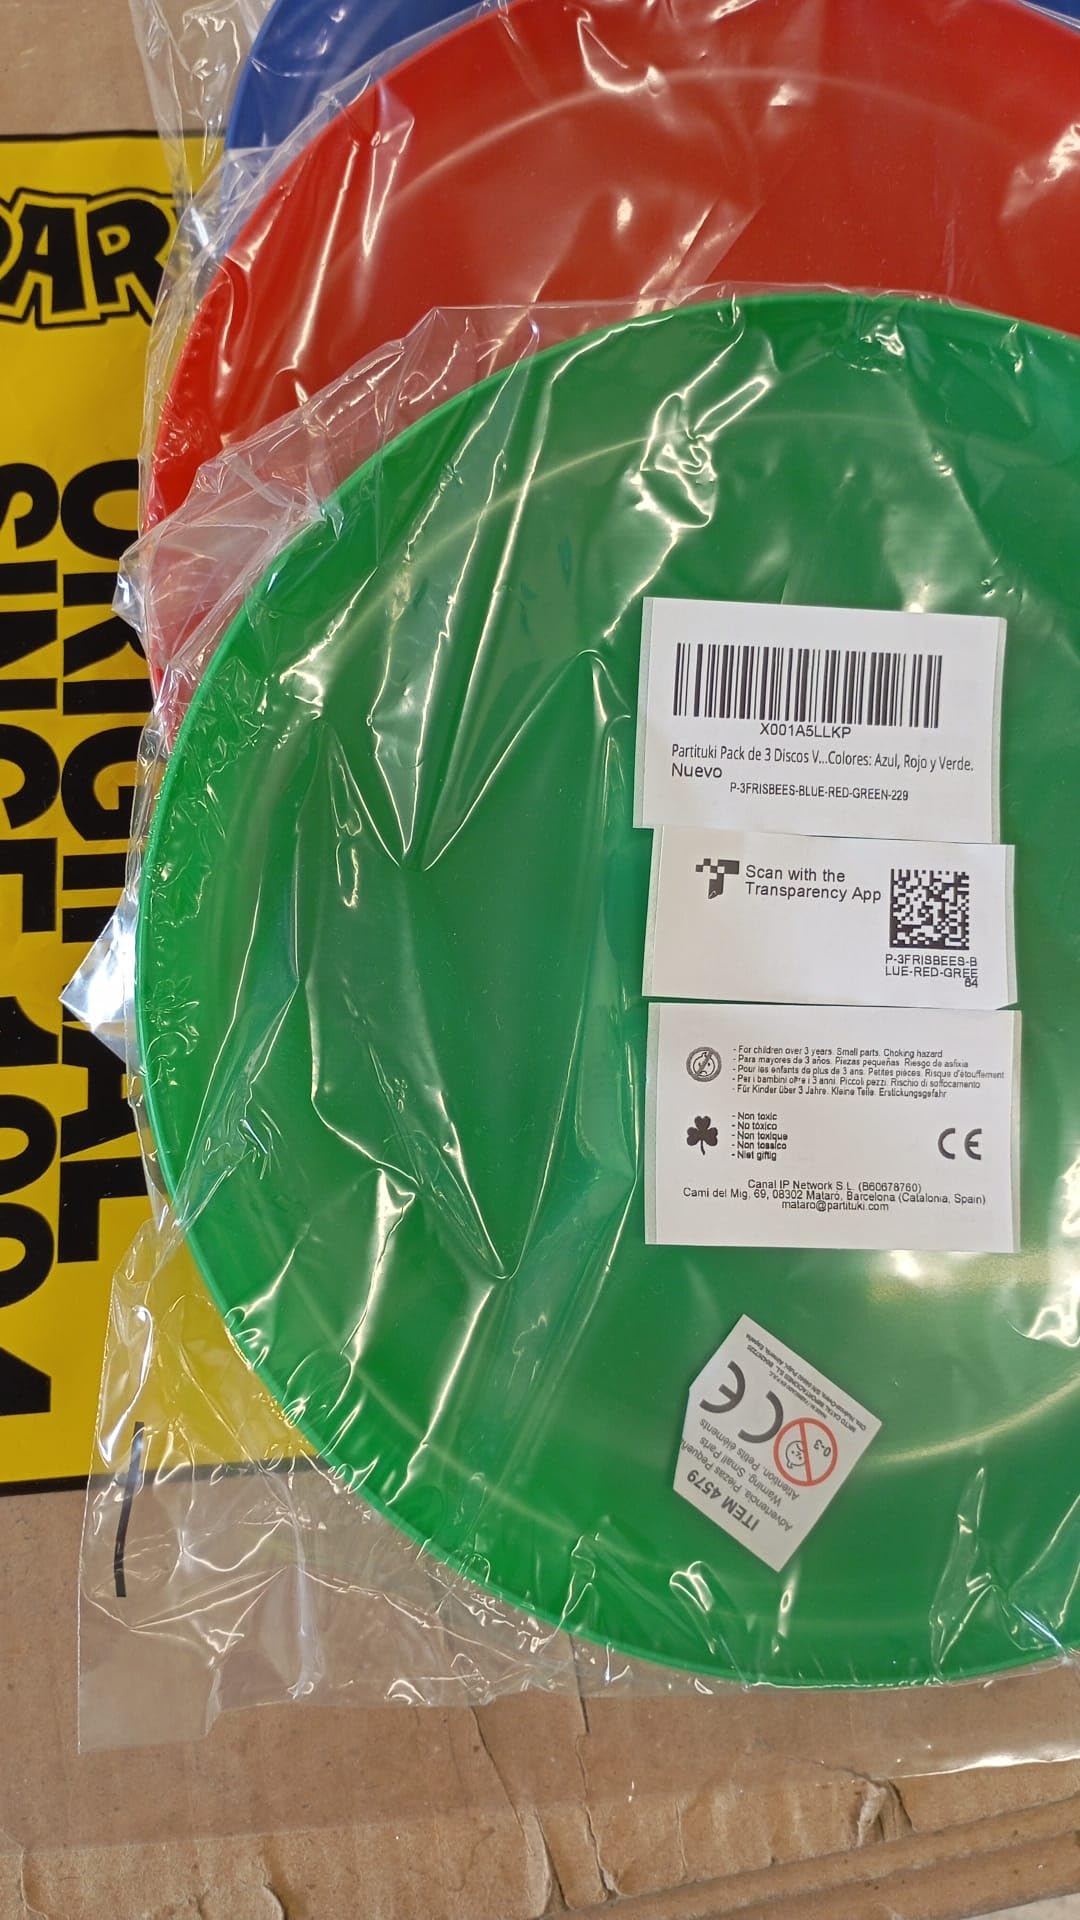 PAR
ORIGINAL
SINCE 19
X001A5LLKP
Partituki Pack de 3 Discos V...Colores: Azul, Rojo y Verde.
Nuevo
P-3FRISBEES-BLUE-RED-GREEN-229
Scan with the
Transparency App
P-3FRISBEES-B
LUE-RED-GREE
84
- For children over 3 years. Small parts. Choking hazard
- Para mayores de 3 años. Piezas pequeñas. Riesgo de asfixia
- Pour les enfants de plus de 3 ans. Petites pièces. Risque d'étouffement
- Per i bambini oltre i 3 anni. Piccoli pezzi. Rischio di soffocamento
- Für Kinder über 3 Jahre. Kleine Teile. Erstickungsgefahr
- Non toxic
- No tóxico
- Non toxique
- Non tossico
- Niet giftig
CE
Canal IP Network S.L. (B60678760)
Cami del Mig, 69, 08302 Mataró, Barcelona (Catalonia, Spain)
mataro@partituki.com
ITEM 4579
Advertencia. Piezas Pequeñ
Warning. Small Parts.
Attention. Petits éléments
CE
0-3